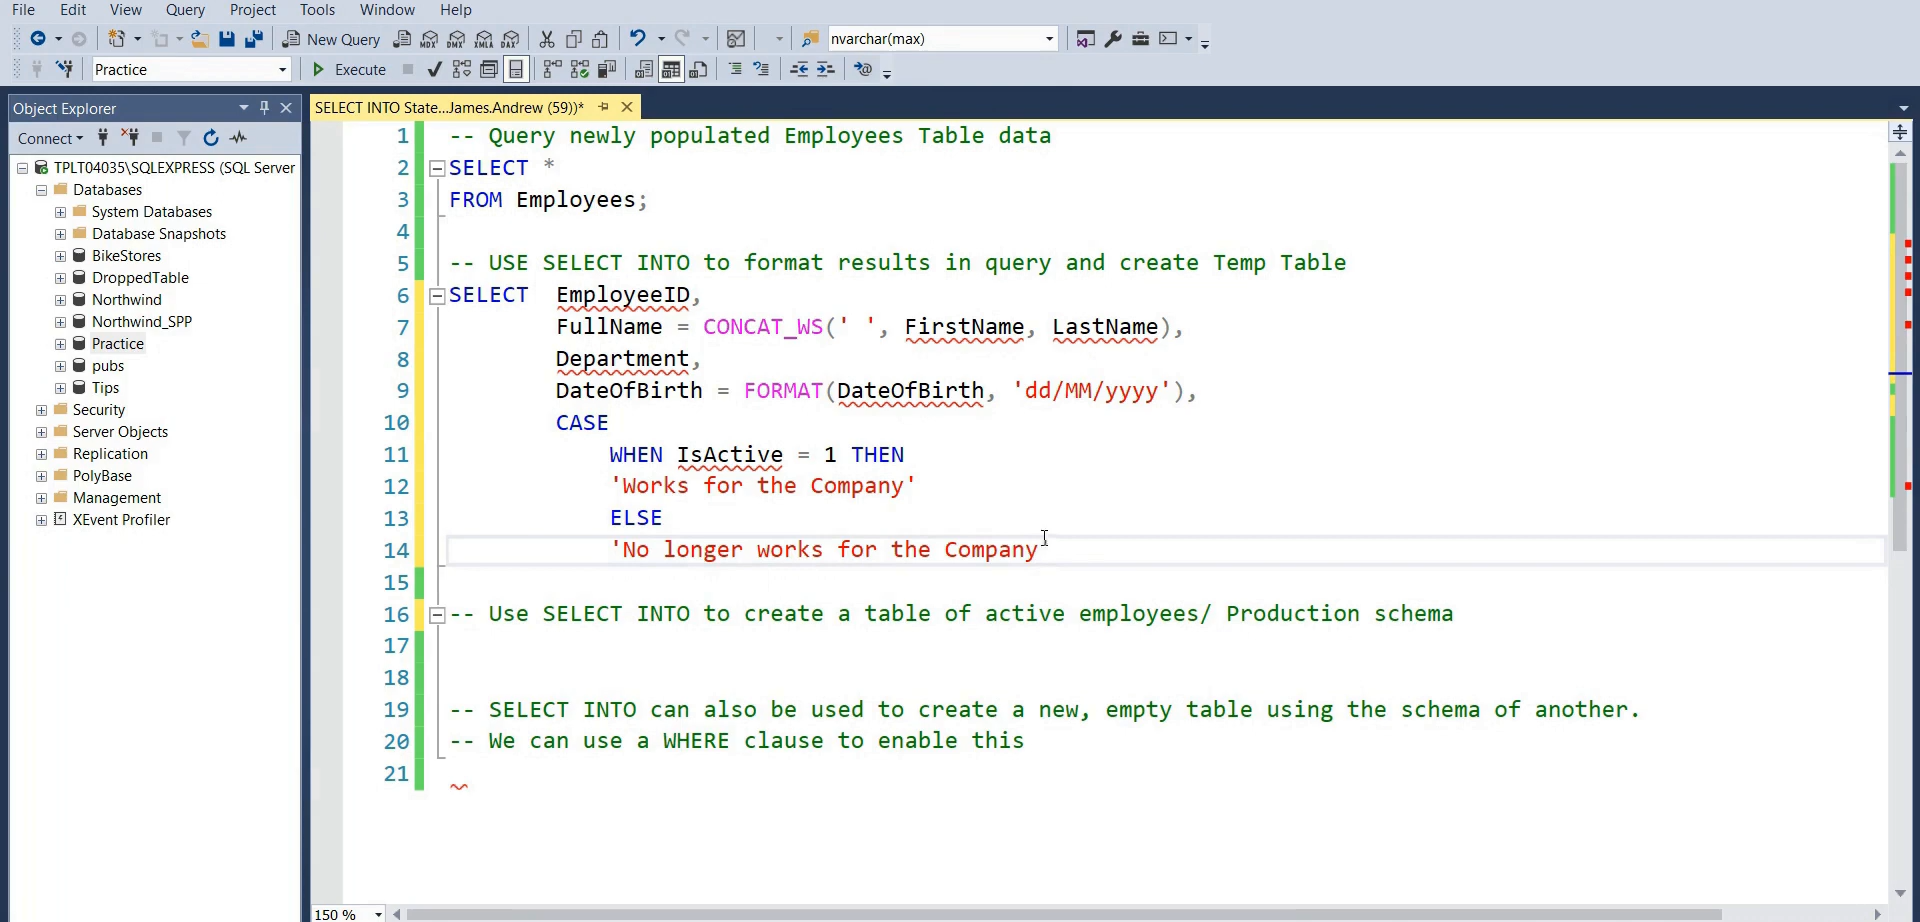 File Edit View Query Project Tools Window Help
New Query nvarchar(max)
Practice Execute
Object Explorer
Connect
TPLT04035\SQLEXPRESS (SQL Server
Databases
System Databases
Database Snapshots
BikeStores
DroppedTable
Northwind
Northwind_SPP
Practice
pubs
Tips
Security
Server Objects
Replication
PolyBase
Management
XEvent Profiler
SELECT INTO State...James.Andrew (59))*
1 -- Query newly populated Employees Table data
2 SELECT *
3 FROM Employees;
4
5 -- USE SELECT INTO to format results in query and create Temp Table
6 SELECT EmployeeID,
7 FullName = CONCAT_WS(' ', FirstName, LastName),
8 Department,
9 DateOfBirth = FORMAT(DateOfBirth, 'dd/MM/yyyy'),
10 CASE
11 WHEN IsActive = 1 THEN
12 'Works for the Company'
13 ELSE
14 'No longer works for the Company'
15
16 -- Use SELECT INTO to create a table of active employees/ Production schema
17
18
19 -- SELECT INTO can also be used to create a new, empty table using the schema of another.
20 -- We can use a WHERE clause to enable this
21
150 %